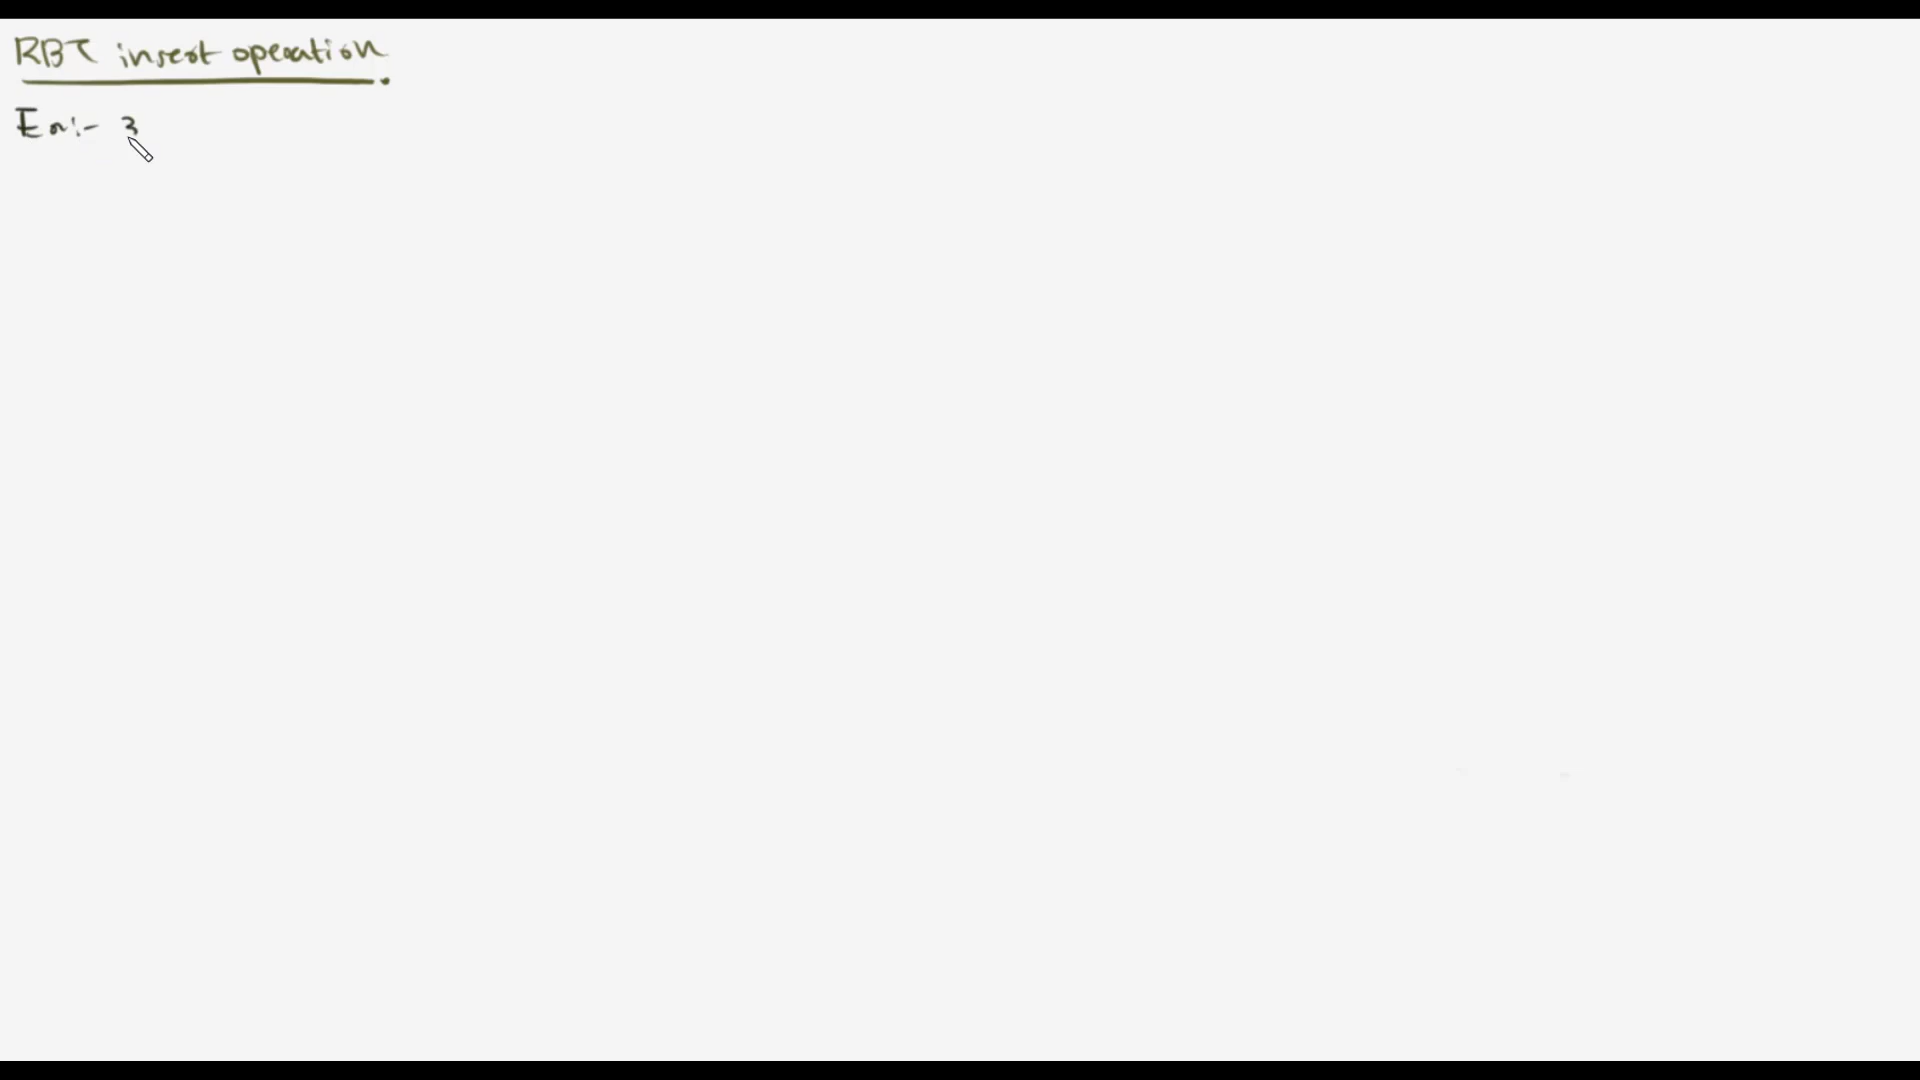 RBT insert operation.
Ex:- 3